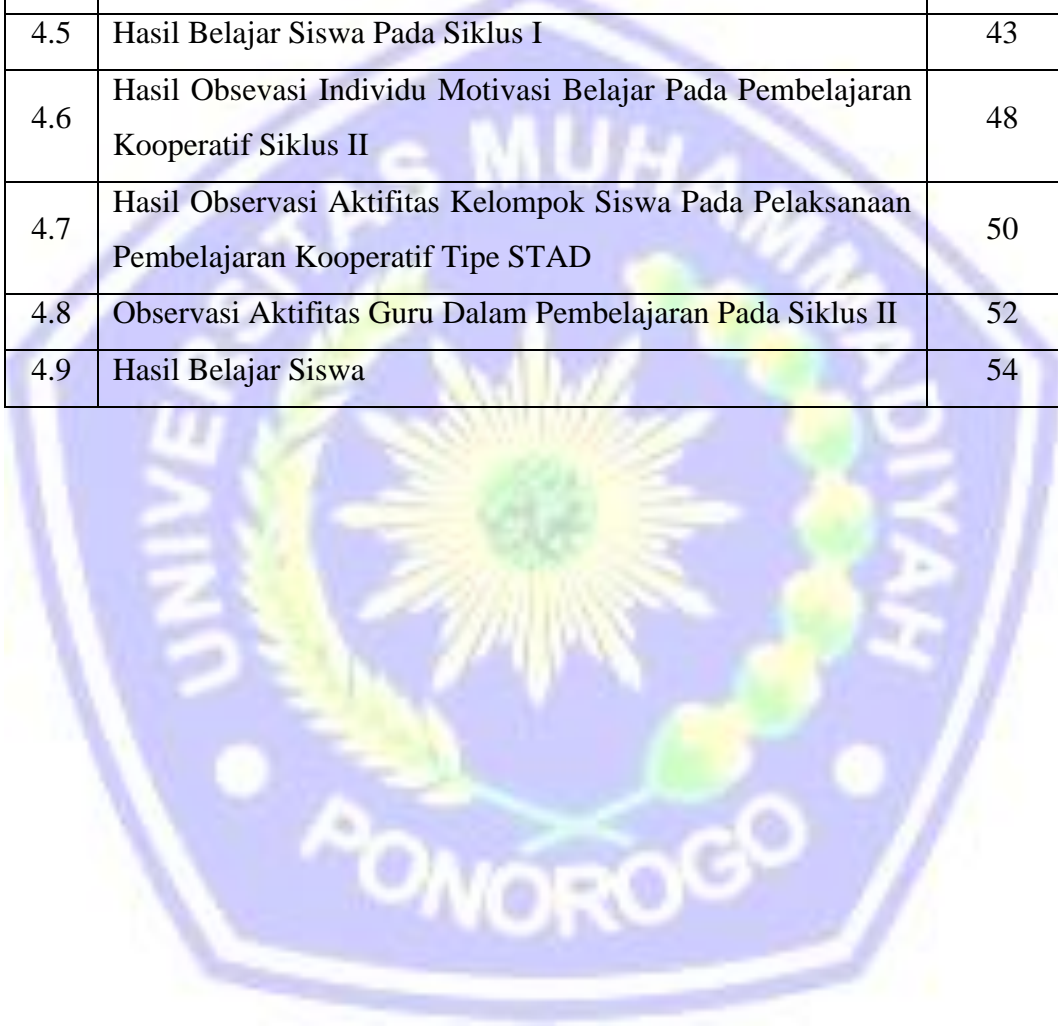 4.5 Hasil Belajar Siswa Pada Siklus I 43
4.6 Hasil Obsevasi Individu Motivasi Belajar Pada Pembelajaran
Kooperatif Siklus II 48
4.7 Hasil Observasi Aktifitas Kelompok Siswa Pada Pelaksanaan
Pembelajaran Kooperatif Tipe STAD 50
4.8 Observasi Aktifitas Guru Dalam Pembelajaran Pada Siklus II 52
4.9 Hasil Belajar Siswa 54
UNIVERSITAS MUHAMMADIYAH
PONOROGO